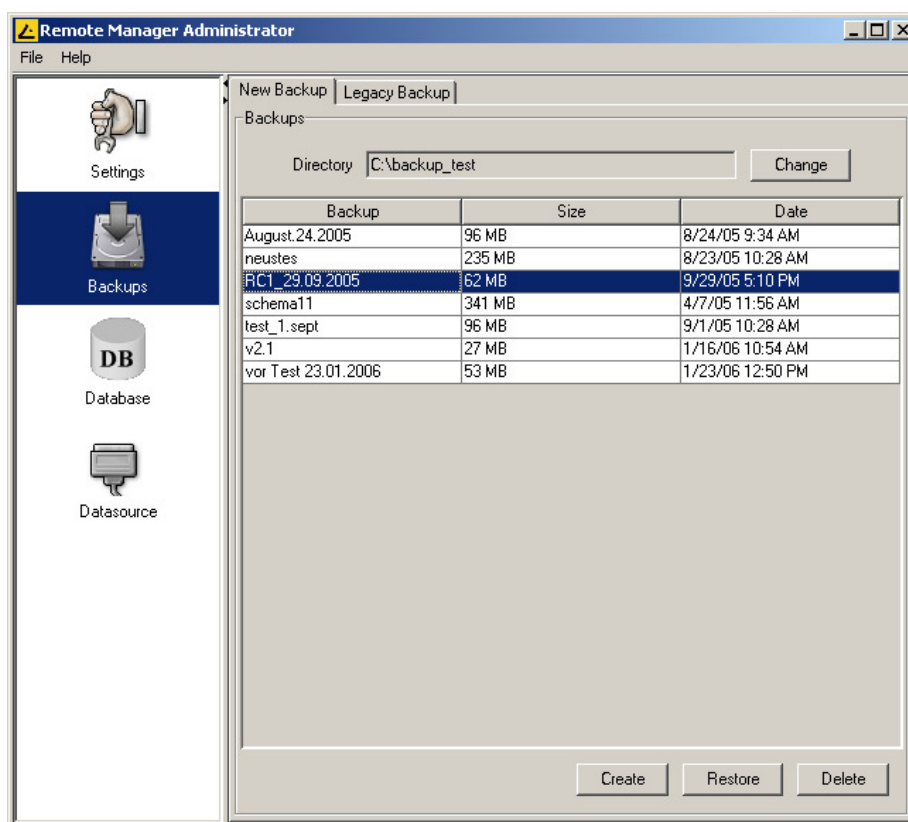 Remote Manager Administrator
File Help
Settings
Backups
DB
Database
Datasource
New Backup Legacy Backup
Backups
Directory C:\backup_test Change
Backup Size Date
August.24.2005 96 MB 8/24/05 9:34 AM
neustes 235 MB 8/23/05 10:28 AM
RC1_29.09.2005 62 MB 9/29/05 5:10 PM
schema11 341 MB 4/7/05 11:56 AM
test_1.sept 96 MB 9/1/05 10:28 AM
v2.1 27 MB 1/16/06 10:54 AM
vor Test 23.01.2006 53 MB 1/23/06 12:50 PM
Create Restore Delete